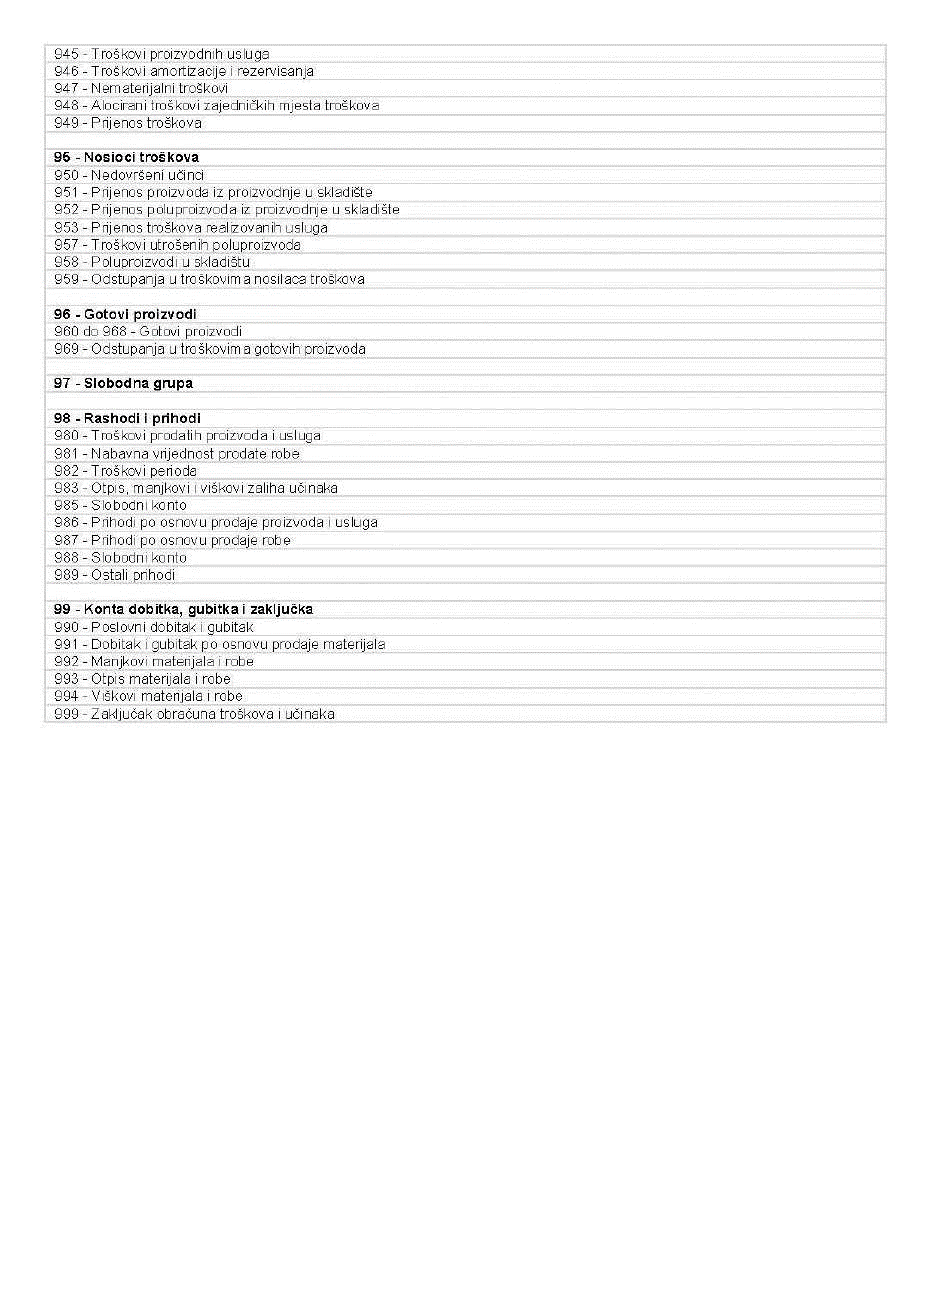 945 - Troškovi proizvodnih usluga
946 - Troškovi amortizacije i rezervisanja
947 - Nematerijalni troškovi
948 - Alocirani troškovi zajedničkih mjesta troškova
949 - Prijenos troškova
95 - Nosioci troškova
950 - Nedovršeni učinci
951 - Prijenos proizvoda iz proizvodnje u skladište
952 - Prijenos poluproizvoda iz proizvodnje u skladište
953 - Prijenos troškova realizovanih usluga
957 - Troškovi utrošenih poluproizvoda
958 - Poluproizvodi u skladištu
959 - Odstupanja u troškovima nosilaca troškova
96 - Gotovi proizvodi
960 do 968 - Gotovi proizvodi
969 - Odstupanja u troškovima gotovih proizvoda
97 - Slobodna grupa
98 - Rashodi i prihodi
980 - Troškovi prodatih proizvoda i usluga
981 - Nabavna vrijednost prodate robe
982 - Troškovi perioda
983 - Otpis, manjkovi i viškovi zaliha učinaka
985 - Slobodni konto
986 - Prihodi po osnovu prodaje proizvoda i usluga
987 - Prihodi po osnovu prodaje robe
988 - Slobodni konto
989 - Ostali prihodi
99 - Konta dobitka, gubitka i zaključka
990 - Poslovni dobitak i gubitak
991 - Dobitak i gubitak po osnovu prodaje materijala
992 - Manjkovi materijala i robe
993 - Otpis materijala i robe
994 - Viškovi materijala i robe
999 - Zaključak obračuna troškova i učinaka